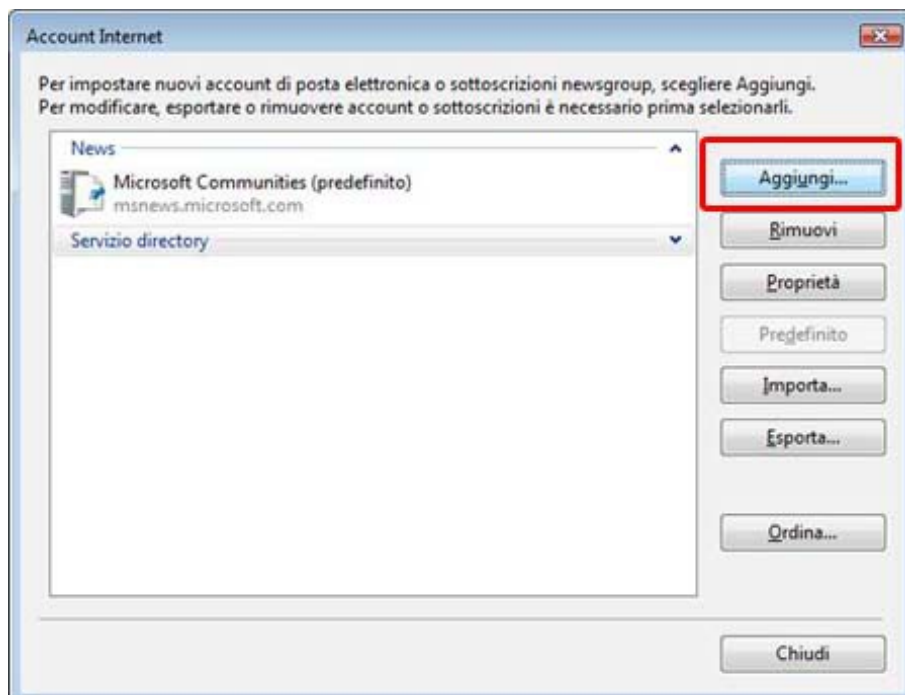 Account Internet
Per impostare nuovi account di posta elettronica o sottoscrizioni newsgroup, scegliere Aggiungi.
Per modificare, esportare o rimuovere account o sottoscrizioni è necessario prima selezionarli.
News
Microsoft Communities (predefinito)
msnews.microsoft.com
Servizio directory
Aggiungi...
Rimuovi
Proprietà
Predefinito
Importa...
Esporta...
Ordina...
Chiudi